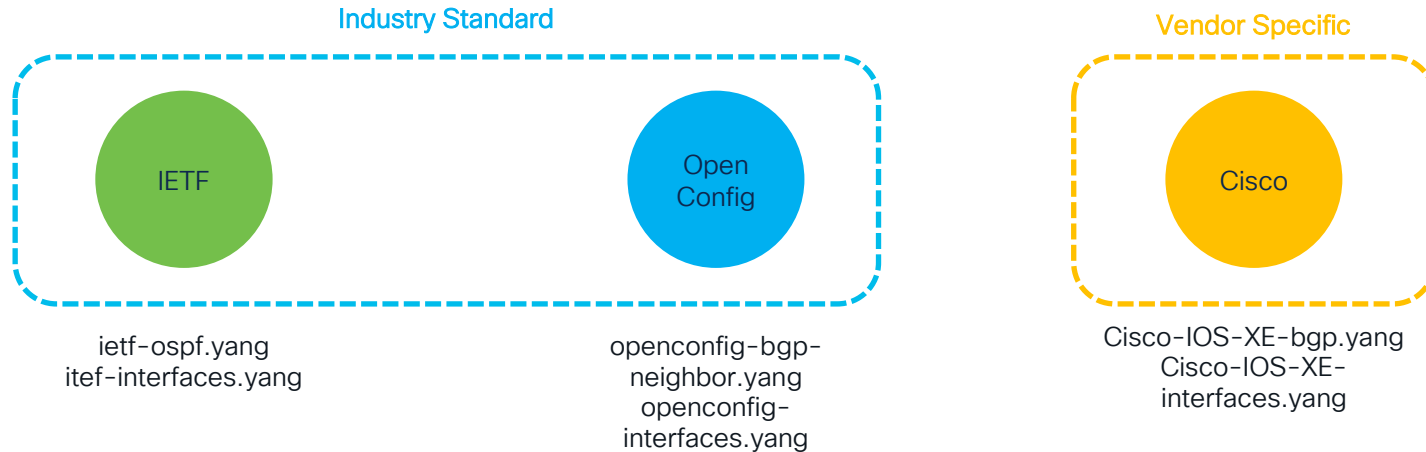 Industry Standard
Vendor Specific
IETF
Open
Config
Cisco
ietf-ospf.yang
itef-interfaces.yang
openconfig-bgp-
neighbor.yang
openconfig-
interfaces.yang
Cisco-IOS-XE-bgp.yang
Cisco-IOS-XE-
interfaces.yang